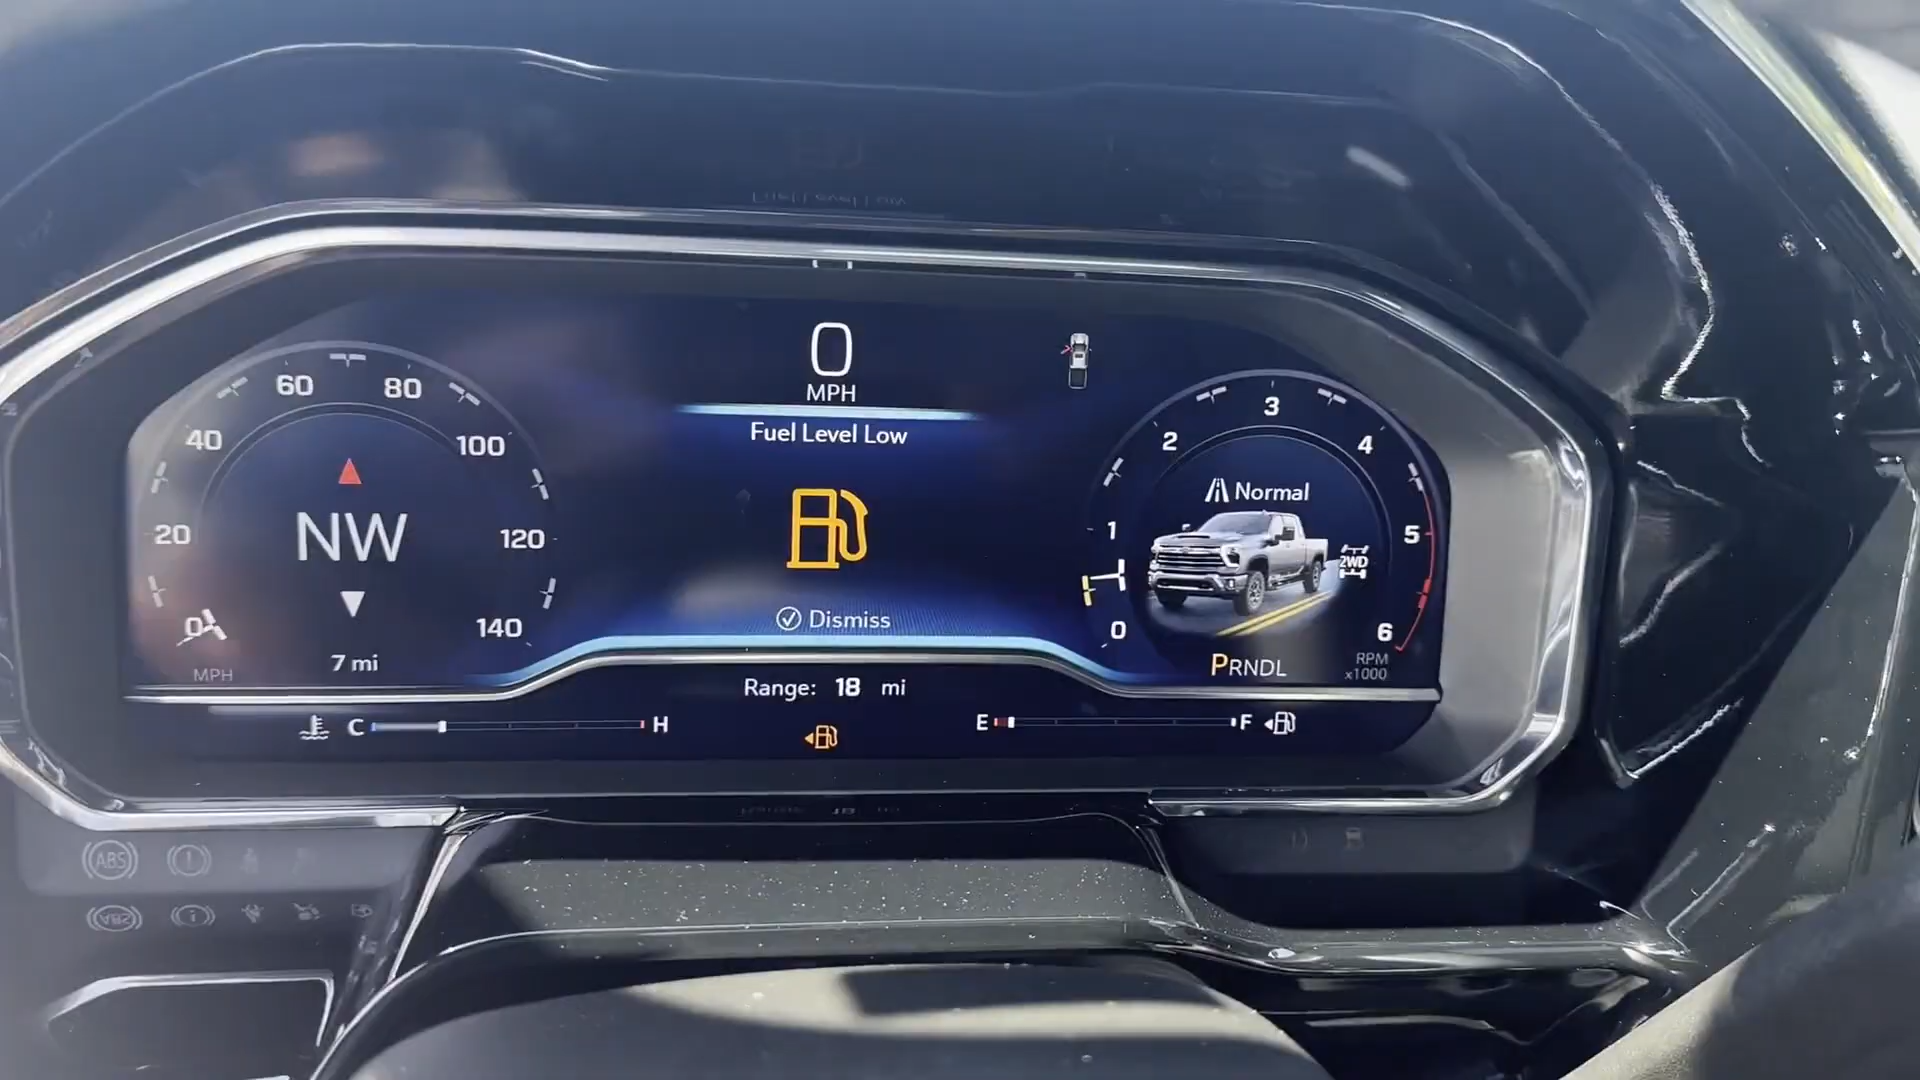 0
MPH
Fuel Level Low
Dismiss
0
20
40
60
80
100
120
140
NW
MPH
7 mi
0
1
2
3
4
5
6
Normal
2WD
PRNDL
RPM
x1000
Range: 18 mi
C H
E F
ABS